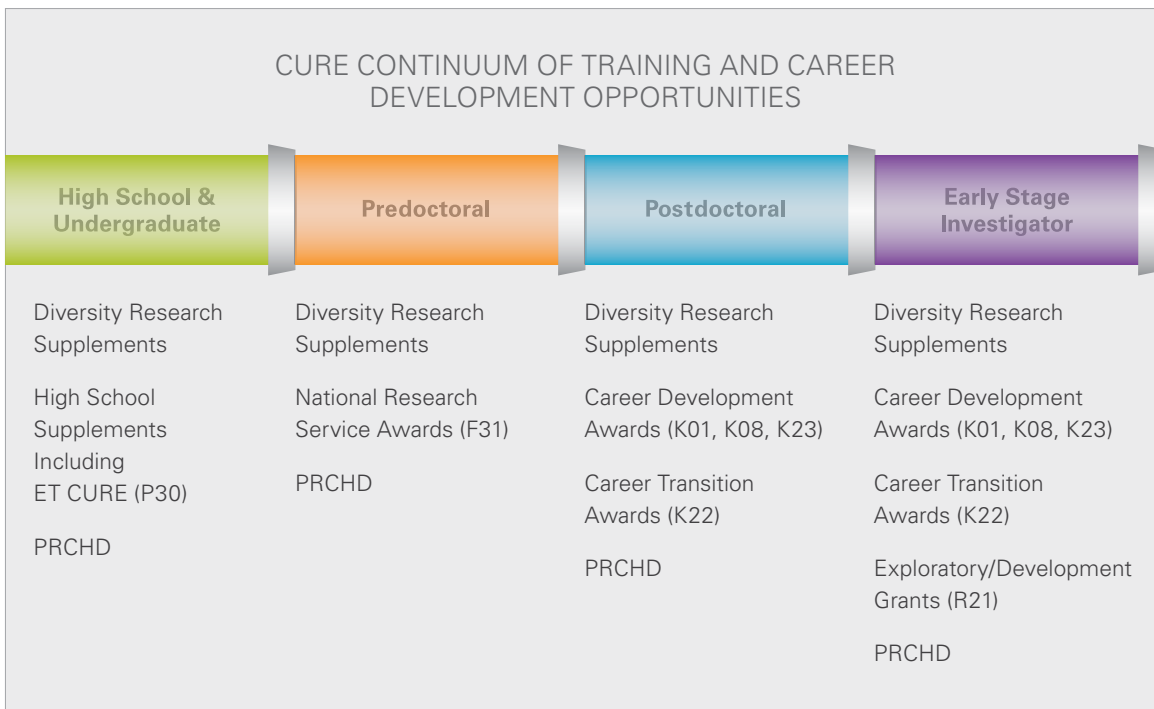 CURE CONTINUUM OF TRAINING AND CAREER
DEVELOPMENT OPPORTUNITIES
High School &
Undergraduate
Predoctoral
Postdoctoral
Early Stage
Investigator
Diversity Research
Supplements
High School
Supplements
Including
ET CURE (P30)
PRCHD
Diversity Research
Supplements
National Research
Service Awards (F31)
PRCHD
Diversity Research
Supplements
Career Development
Awards (K01, K08, K23)
Career Transition
Awards (K22)
PRCHD
Diversity Research
Supplements
Career Development
Awards (K01, K08, K23)
Career Transition
Awards (K22)
Exploratory/Development
Grants (R21)
PRCHD